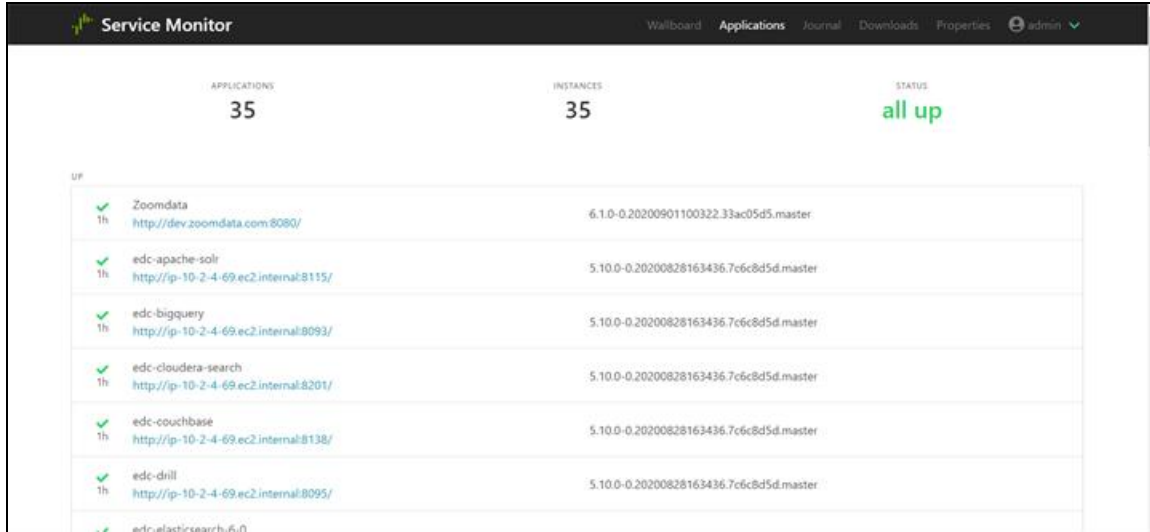 Service Monitor
Wallboard Applications Journal Downloads Properties admin
APPLICATIONS INSTANCES STATUS
35 35 all up
UP
Zoomdata
1h http://dev.zoomdata.com:8080/ 6.1.0-0.20200901100322.33ac05d5.master
edc-apache-solr
1h http://ip-10-2-4-69.ec2.internal:8115/ 5.10.0-0.20200828163436.7c6c8d5d.master
edc-bigquery
1h http://ip-10-2-4-69.ec2.internal:8093/ 5.10.0-0.20200828163436.7c6c8d5d.master
edc-cloudera-search
1h http://ip-10-2-4-69.ec2.internal:8201/ 5.10.0-0.20200828163436.7c6c8d5d.master
edc-couchbase
1h http://ip-10-2-4-69.ec2.internal:8138/ 5.10.0-0.20200828163436.7c6c8d5d.master
edc-drill
1h http://ip-10-2-4-69.ec2.internal:8095/ 5.10.0-0.20200828163436.7c6c8d5d.master
edc-elasticsearch-6-0